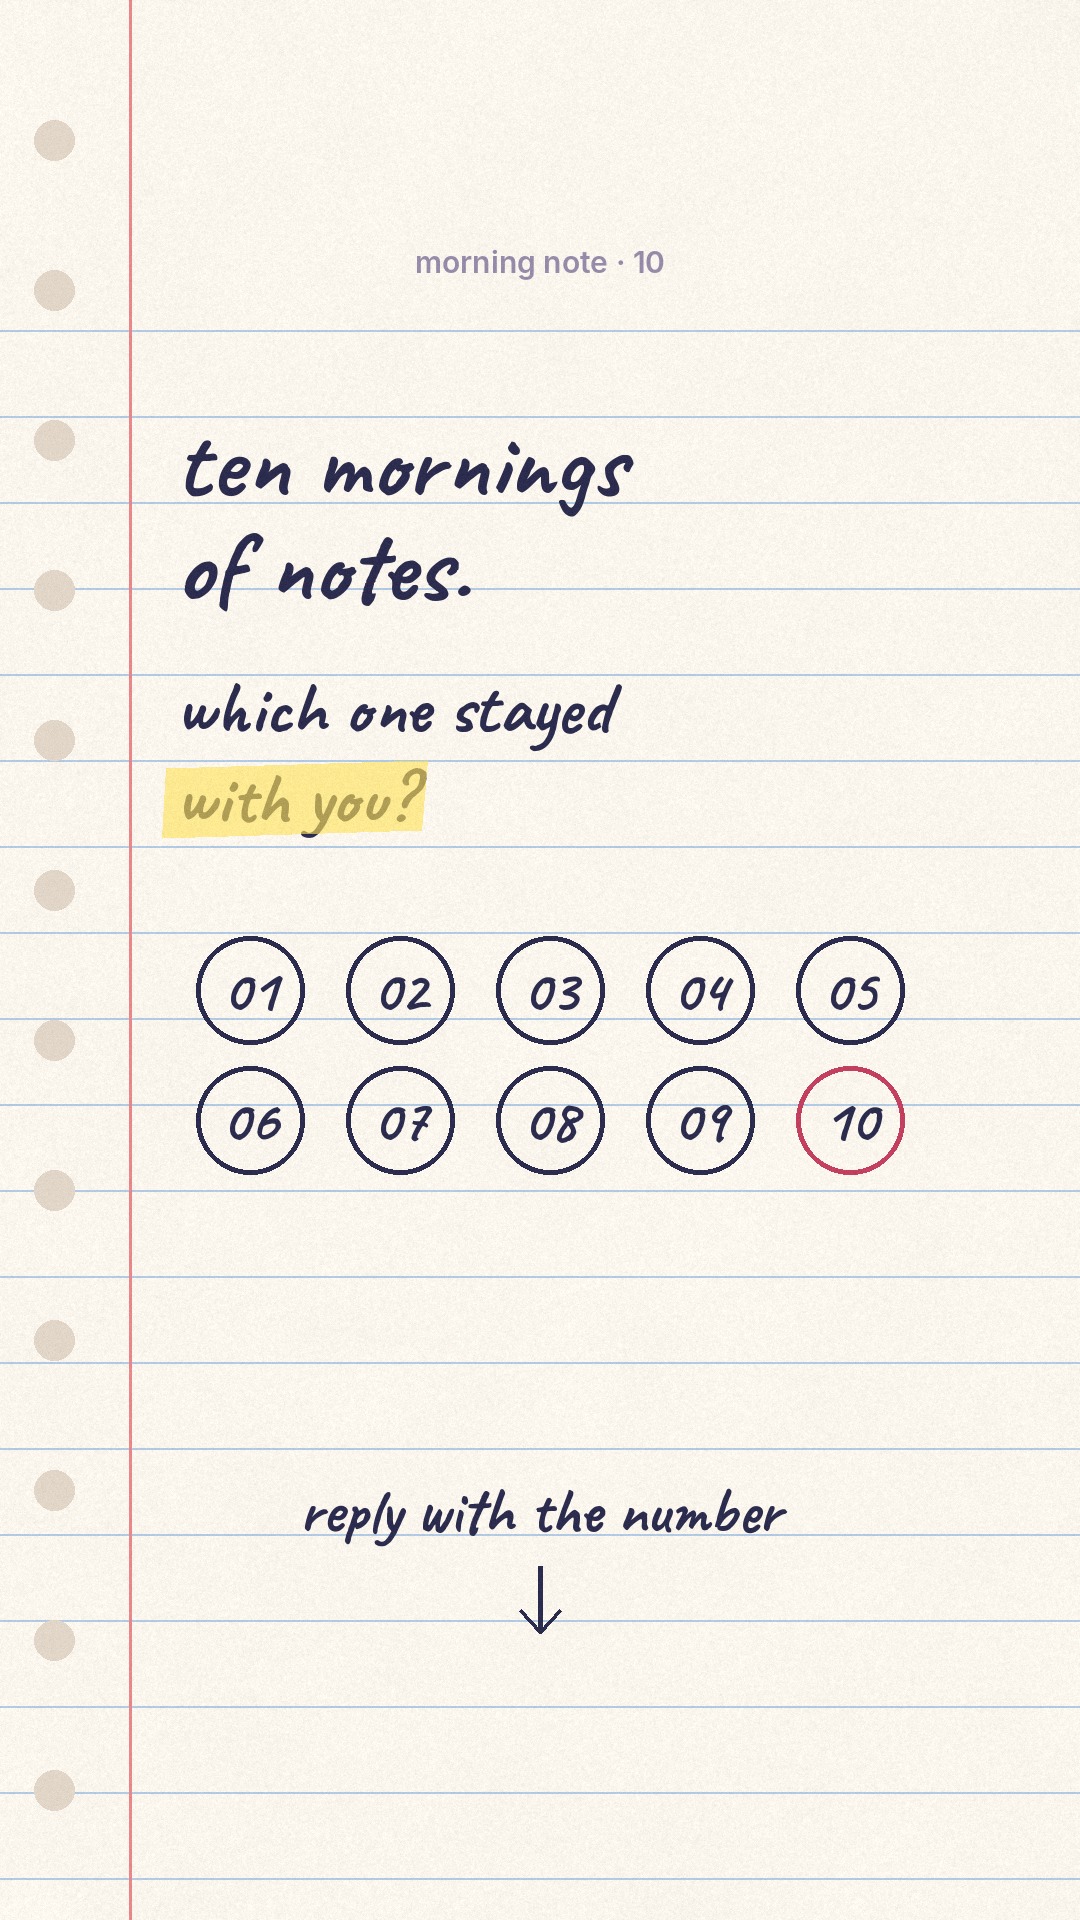 morning note · 10
ten mornings
of notes.
which one stayed
with you?
01 02 03 04 05
06 07 08 09 10
reply with the number